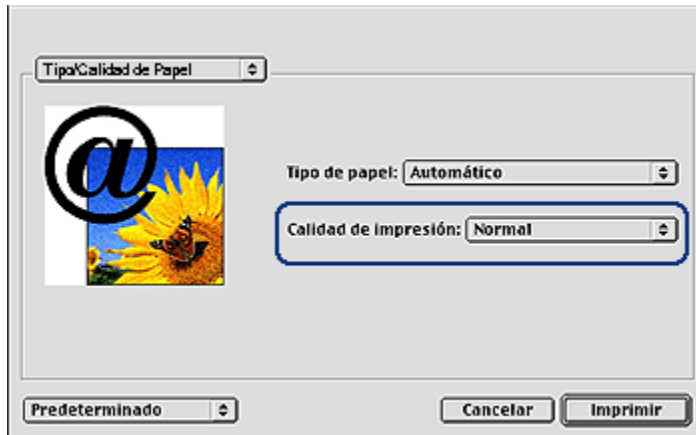 Tipo/Calidad de Papel
@
Tipo de papel: Automático
Calidad de impresión: Normal
Predeterminado
Cancelar
Imprimir